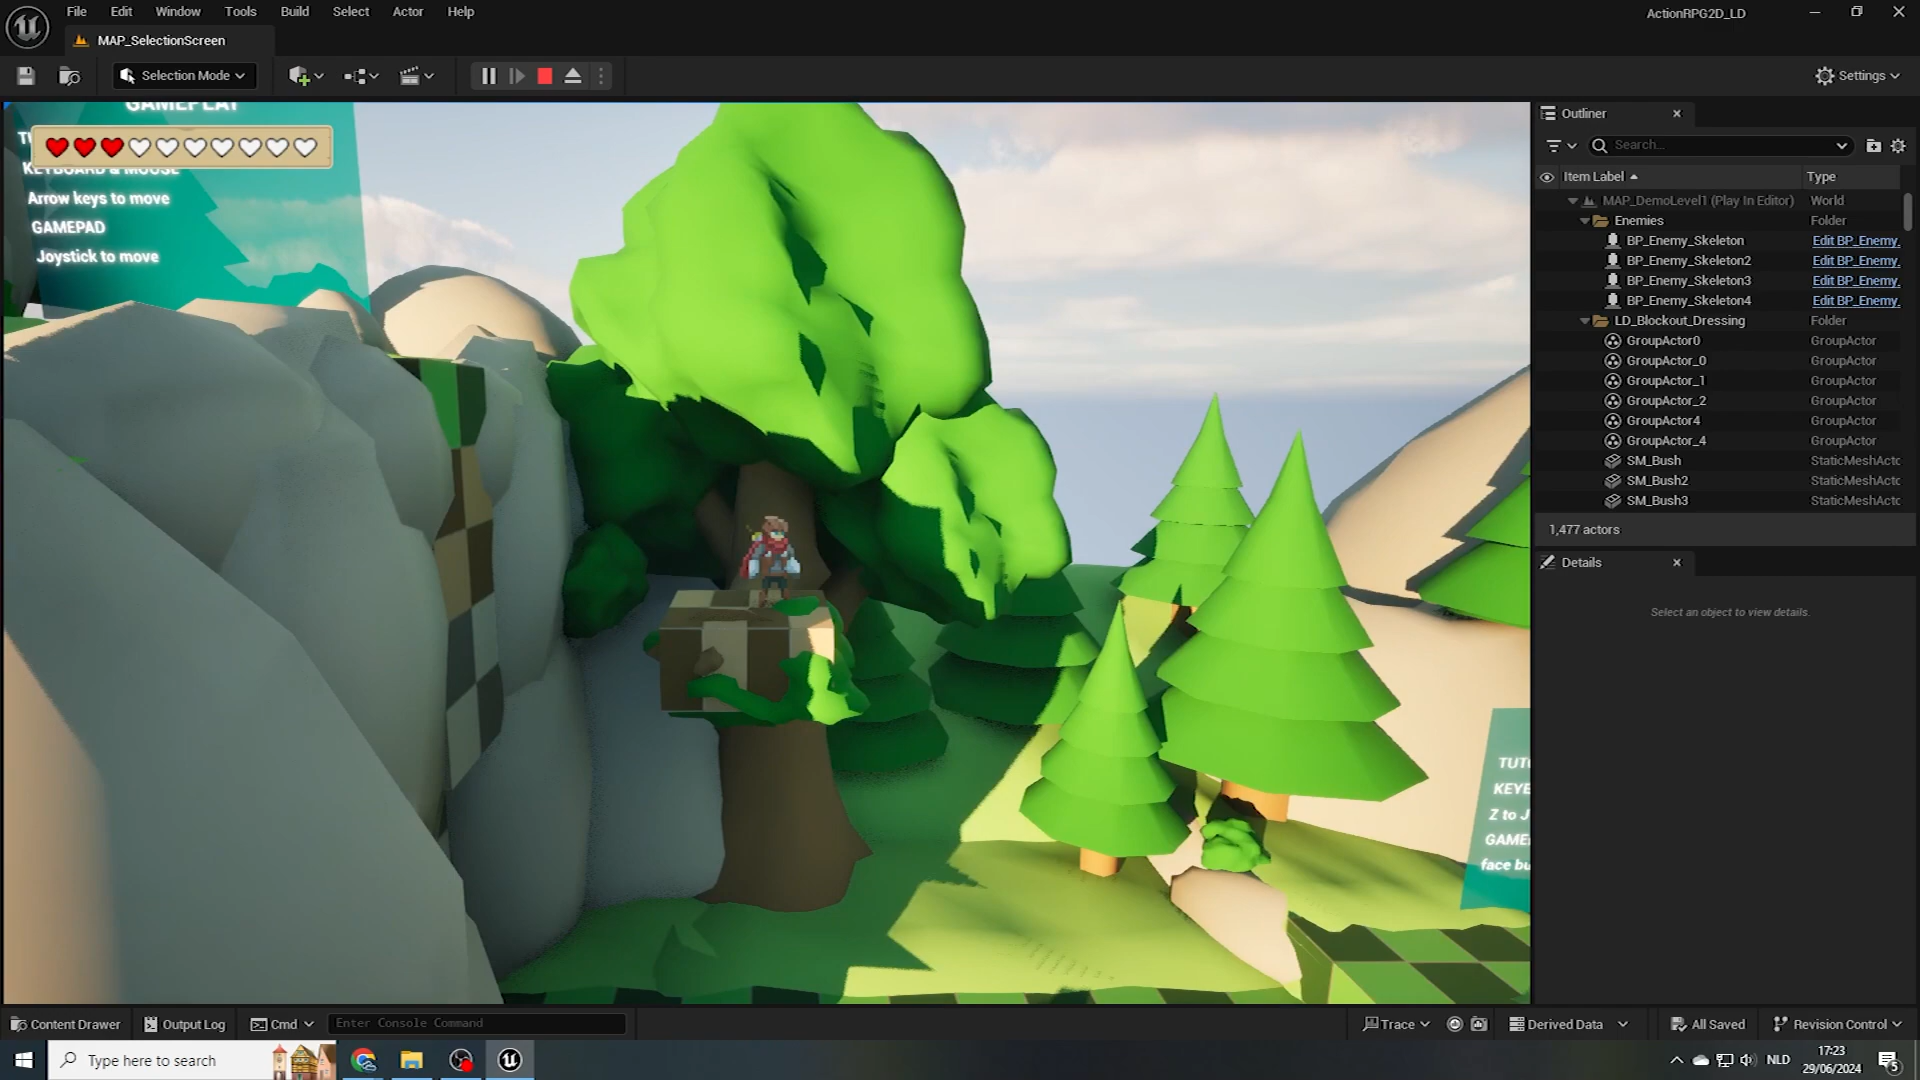 File Edit Window Tools Build Select Actor Help
ActionRPG2D_LD
MAP_SelectionScreen
Selection Mode
Settings
GAMEPLAY
KEYBOARD & MOUSE
Arrow keys to move
GAMEPAD
Joystick to move
Z to J
Outliner
Search...
Item Label Type
MAP_DemoLevel1 (Play In Editor) World
Enemies Folder
BP_Enemy_Skeleton Edit BP_Enemy.
BP_Enemy_Skeleton2 Edit BP_Enemy.
BP_Enemy_Skeleton3 Edit BP_Enemy.
BP_Enemy_Skeleton4 Edit BP_Enemy.
LD_Blockout_Dressing Folder
GroupActor0 GroupActor
GroupActor_0 GroupActor
GroupActor_1 GroupActor
GroupActor_2 GroupActor
GroupActor4 GroupActor
GroupActor_4 GroupActor
SM_Bush StaticMeshActo
SM_Bush2 StaticMeshActo
SM_Bush3 StaticMeshActo
1,477 actors
Details
Select an object to view details.
Content Drawer Output Log Cmd Enter Console Command Trace Derived Data All Saved Revision Control
Type here to search
NLD
17:23
29/06/2024
5